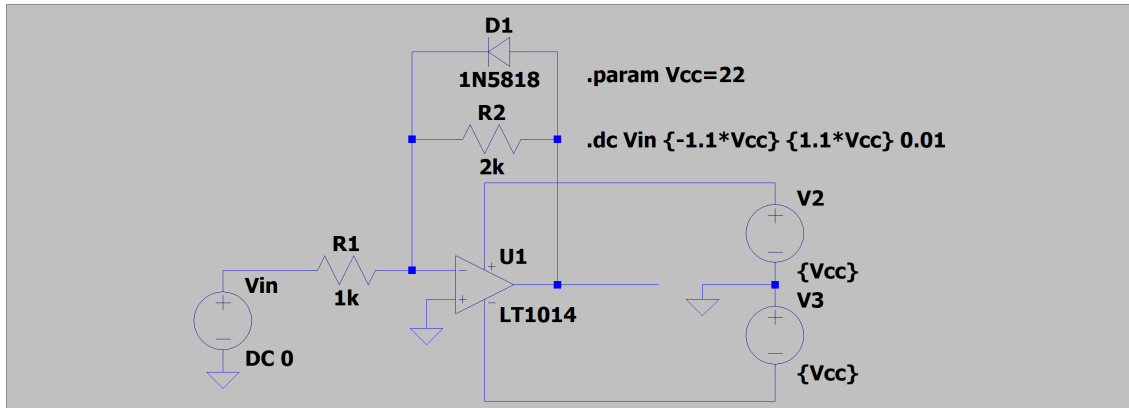 D1
1N5818
.param Vcc=22
R2
2k
.dc Vin {-1.1*Vcc} {1.1*Vcc} 0.01
V2
{Vcc}
R1
1k
U1
LT1014
Vin
DC 0
V3
{Vcc}